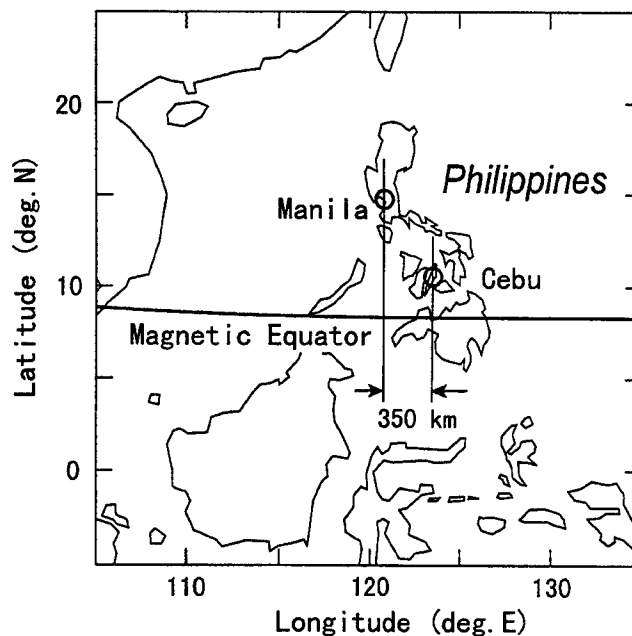 20
Philippines
Manila
10
Cebu
Magnetic Equator
350 km
0
110
120
130
Longitude (deg.E)
Latitude (deg.N)